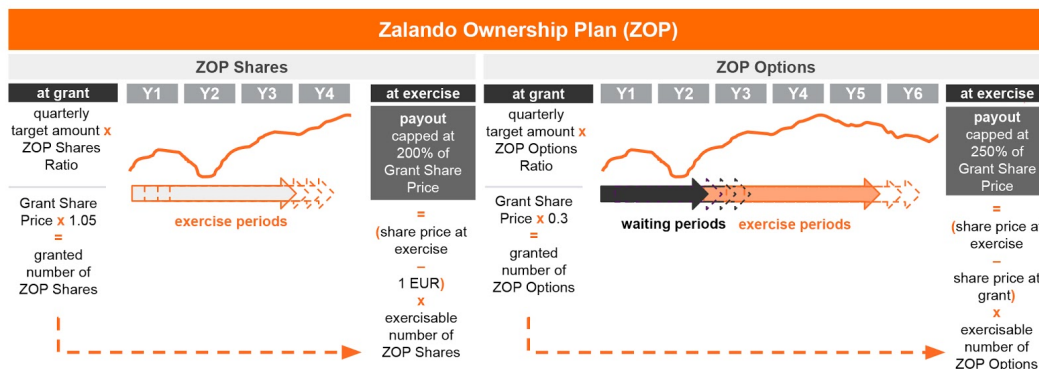 Zalando Ownership Plan (ZOP)
ZOP Shares
at grant
Y1
Y2
Y3
Y4
at exercise
quarterly
target amount x
ZOP Shares
Ratio
Grant Share
Price x 1.05
=
granted
number of
ZOP Shares
exercise periods
payout
capped at
200% of
Grant Share
Price
=
(share price at
exercise
–
1 EUR)
x
exercisable
number of
ZOP Shares
ZOP Options
at grant
Y1
Y2
Y3
Y4
Y5
Y6
at exercise
quarterly
target amount x
ZOP Options
Ratio
Grant Share
Price x 0.3
=
granted
number of
ZOP Options
waiting periods
exercise periods
payout
capped at
250% of
Grant Share
Price
=
(share price at
exercise
–
share price at
grant)
x
exercisable
number of
ZOP Options